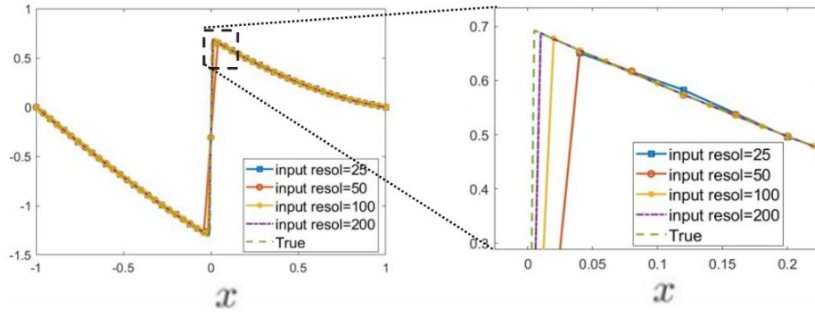 1
0.5
0
-0.5
-1
-1.5
-1
-0.5
0
0.5
1
x
input resol=25
input resol=50
input resol=100
input resol=200
True
0.7
0.6
0.5
0.4
0.3
0
0.05
0.1
0.15
0.2
x
input resol=25
input resol=50
input resol=100
input resol=200
True